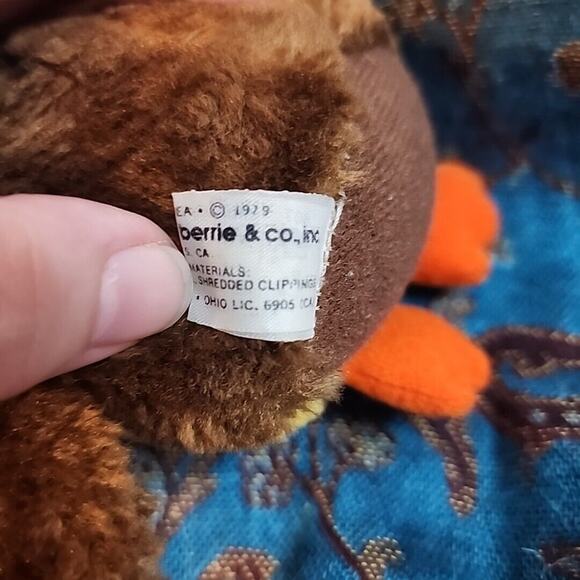 EA • © 1979
berrie & co., inc
S. CA
MATERIALS:
SHREDDED CLIPPINGS
• OHIO LIC. 6905 (CA